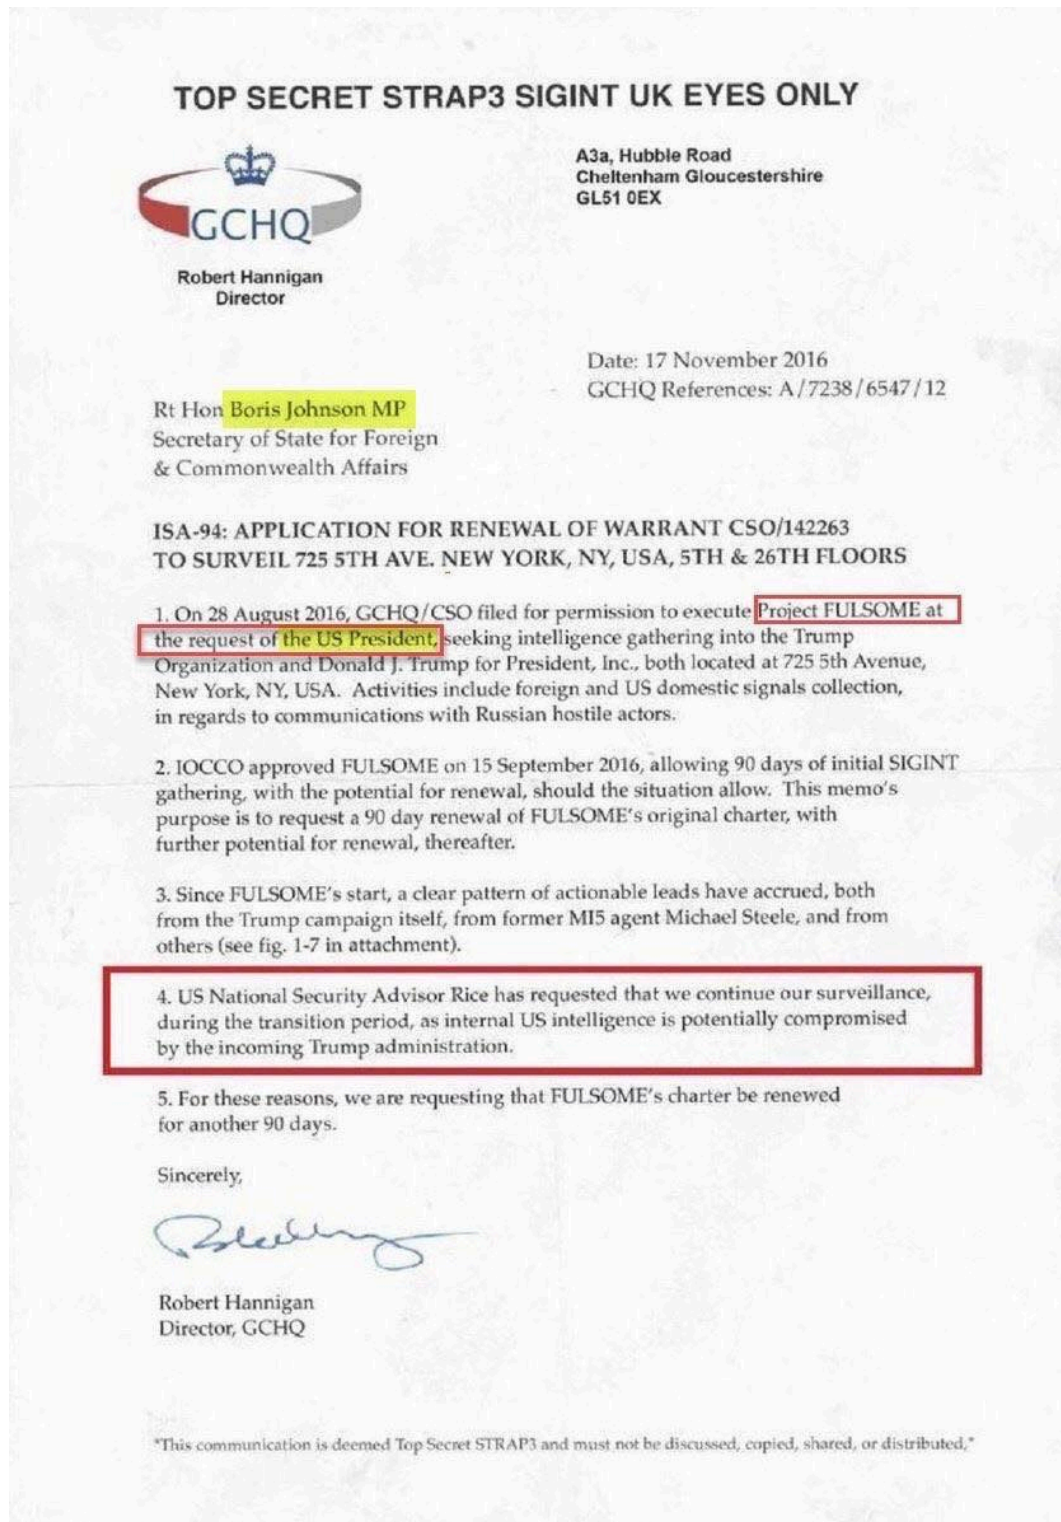 TOP SECRET STRAP3 SIGINT UK EYES ONLY
GCHQ
Robert Hannigan
Director
A3a, Hubble Road
Cheltenham Gloucestershire
GL51 0EX
Date: 17 November 2016
GCHQ References: A/7238/6547/12
Rt Hon Boris Johnson MP
Secretary of State for Foreign
& Commonwealth Affairs
ISA-94: APPLICATION FOR RENEWAL OF WARRANT CSO/142263
TO SURVEIL 725 5TH AVE. NEW YORK, NY, USA, 5TH & 26TH FLOORS
1. On 28 August 2016, GCHQ/CSO filed for permission to execute Project FULSOME at
the request of the US President, seeking intelligence gathering into the Trump
Organization and Donald J. Trump for President, Inc., both located at 725 5th Avenue,
New York, NY, USA. Activities include foreign and US domestic signals collection,
in regards to communications with Russian hostile actors.
2. IOCCO approved FULSOME on 15 September 2016, allowing 90 days of initial SIGINT
gathering, with the potential for renewal, should the situation allow. This memo's
purpose is to request a 90 day renewal of FULSOME's original charter, with
further potential for renewal, thereafter.
3. Since FULSOME's start, a clear pattern of actionable leads have accrued, both
from the Trump campaign itself, from former MI5 agent Michael Steele, and from
others (see fig. 1-7 in attachment).
4. US National Security Advisor Rice has requested that we continue our surveillance,
during the transition period, as internal US intelligence is potentially compromised
by the incoming Trump administration.
5. For these reasons, we are requesting that FULSOME's charter be renewed
for another 90 days.
Sincerely,
Robert Hannigan
Director, GCHQ
"This communication is deemed Top Secret STRAP3 and must not be discussed, copied, shared, or distributed."